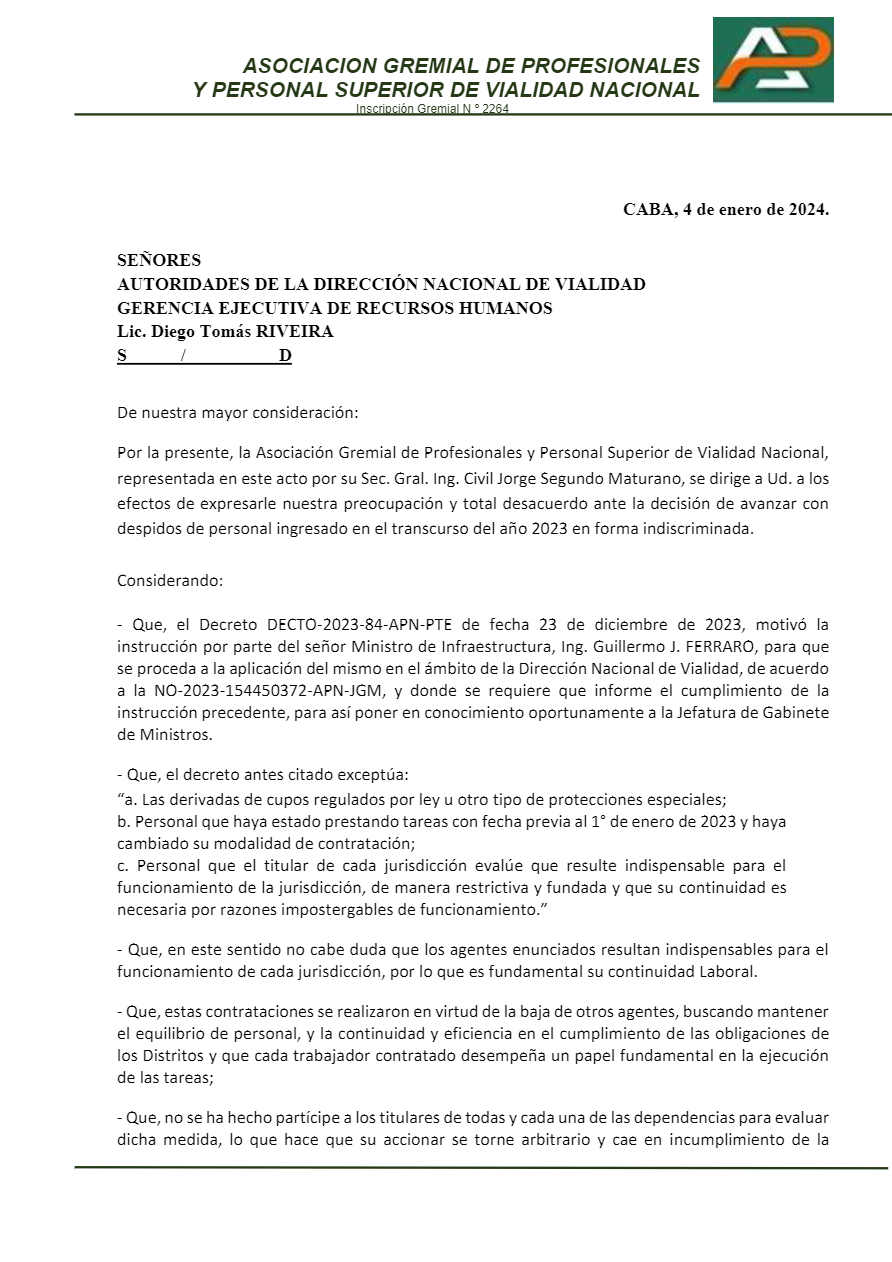 ASOCIACION GREMIAL DE PROFESIONALES
Y PERSONAL SUPERIOR DE VIALIDAD NACIONAL
Inscripción Gremial N ° 2264
AP
CABA, 4 de enero de 2024.
SEÑORES
AUTORIDADES DE LA DIRECCIÓN NACIONAL DE VIALIDAD
GERENCIA EJECUTIVA DE RECURSOS HUMANOS
Lic. Diego Tomás RIVEIRA
S / D
De nuestra mayor consideración:
Por la presente, la Asociación Gremial de Profesionales y Personal Superior de Vialidad Nacional,
representada en este acto por su Sec. Gral. Ing. Civil Jorge Segundo Maturano, se dirige a Ud. a los
efectos de expresarle nuestra preocupación y total desacuerdo ante la decisión de avanzar con
despidos de personal ingresado en el transcurso del año 2023 en forma indiscriminada.
Considerando:
- Que, el Decreto DECTO-2023-84-APN-PTE de fecha 23 de diciembre de 2023, motivó la
instrucción por parte del señor Ministro de Infraestructura, Ing. Guillermo J. FERRARO, para que
se proceda a la aplicación del mismo en el ámbito de la Dirección Nacional de Vialidad, de acuerdo
a la NO-2023-154450372-APN-JGM, y donde se requiere que informe el cumplimiento de la
instrucción precedente, para así poner en conocimiento oportunamente a la Jefatura de Gabinete
de Ministros.
- Que, el decreto antes citado exceptúa:
“a. Las derivadas de cupos regulados por ley u otro tipo de protecciones especiales;
b. Personal que haya estado prestando tareas con fecha previa al 1° de enero de 2023 y haya
cambiado su modalidad de contratación;
c. Personal que el titular de cada jurisdicción evalúe que resulte indispensable para el
funcionamiento de la jurisdicción, de manera restrictiva y fundada y que su continuidad es
necesaria por razones impostergables de funcionamiento.”
- Que, en este sentido no cabe duda que los agentes enunciados resultan indispensables para el
funcionamiento de cada jurisdicción, por lo que es fundamental su continuidad Laboral.
- Que, estas contrataciones se realizaron en virtud de la baja de otros agentes, buscando mantener
el equilibrio de personal, y la continuidad y eficiencia en el cumplimiento de las obligaciones de
los Distritos y que cada trabajador contratado desempeña un papel fundamental en la ejecución
de las tareas;
- Que, no se ha hecho partícipe a los titulares de todas y cada una de las dependencias para evaluar
dicha medida, lo que hace que su accionar se torne arbitrario y cae en incumplimiento de la